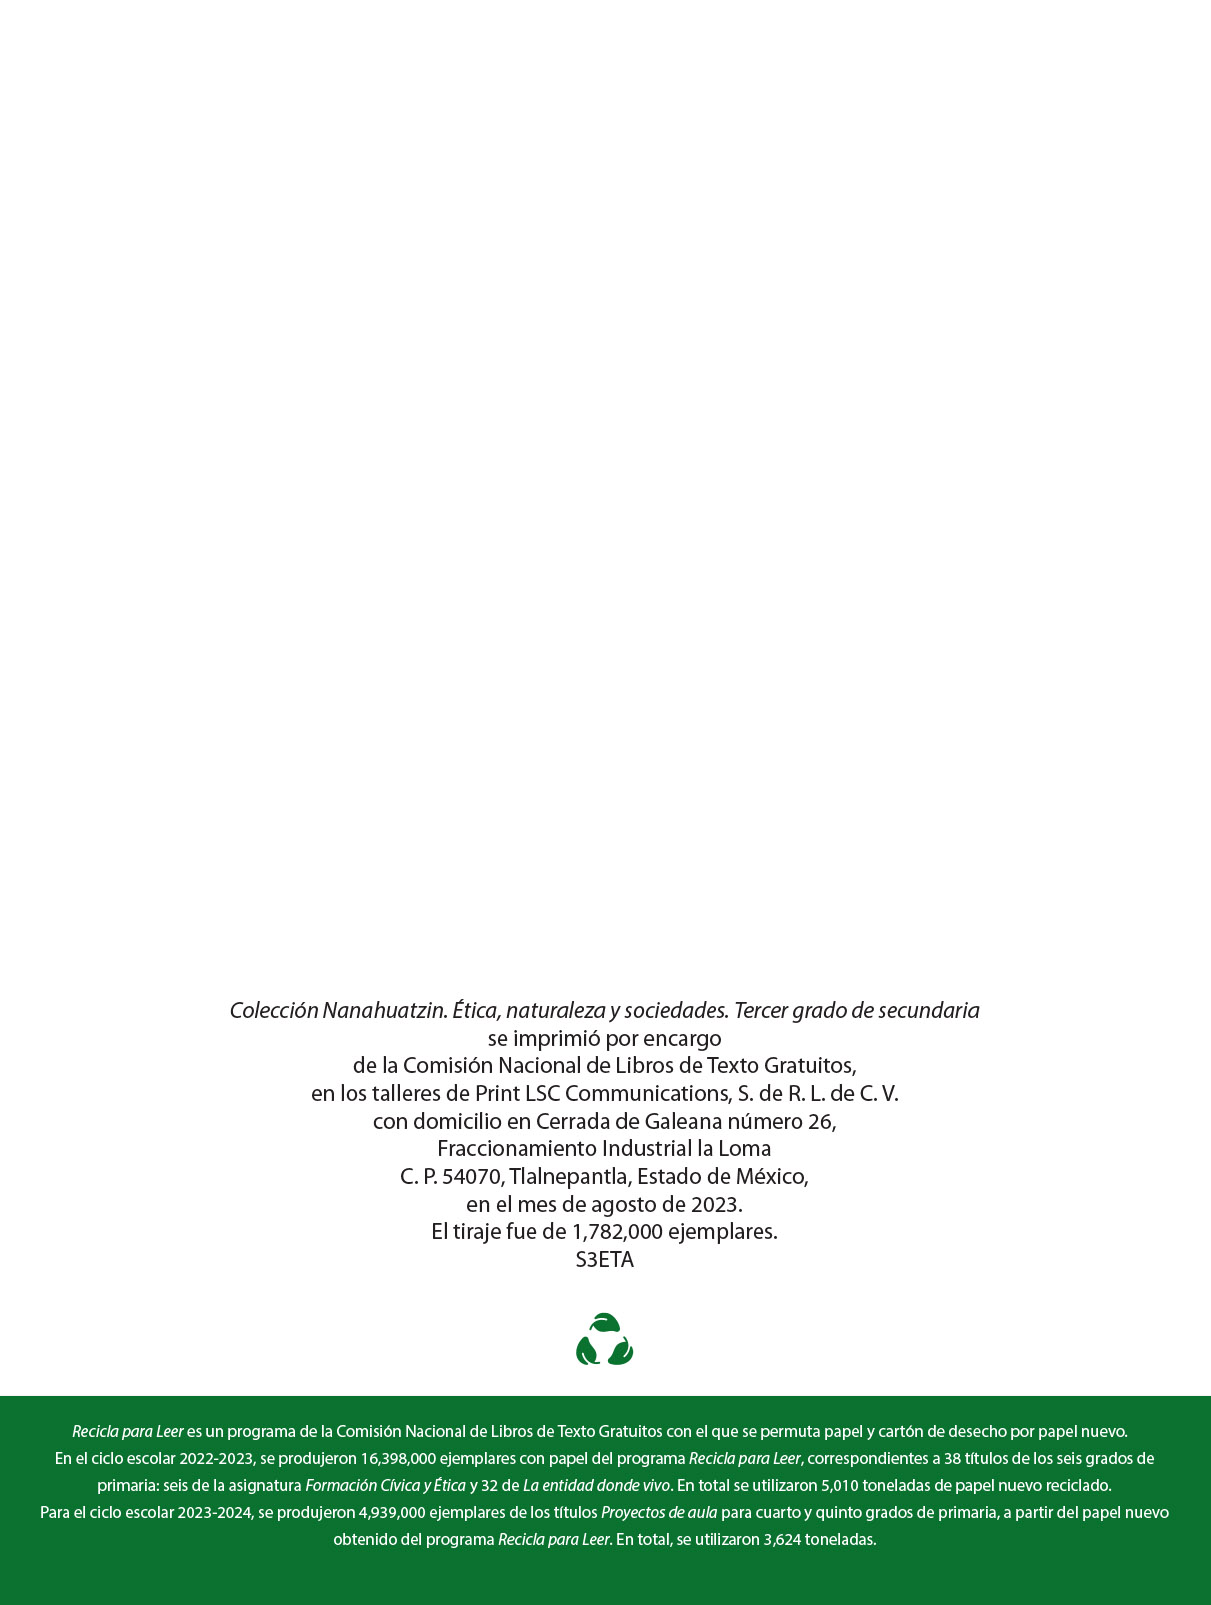 Colección Nanahuatzin. Ética, naturaleza y sociedades. Tercer grado de secundaria
se imprimió por encargo
de la Comisión Nacional de Libros de Texto Gratuitos,
en los talleres de Print LSC Communications, S. de R. L. de C. V.
con domicilio en Cerrada de Galeana número 26,
Fraccionamiento Industrial la Loma
C. P. 54070, Tlalnepantla, Estado de México,
en el mes de agosto de 2023.
El tiraje fue de 1,782,000 ejemplares.
S3ETA
Recicla para Leer es un programa de la Comisión Nacional de Libros de Texto Gratuitos con el que se permuta papel y cartón de desecho por papel nuevo.
En el ciclo escolar 2022-2023, se produjeron 16,398,000 ejemplares con papel del programa Recicla para Leer, correspondientes a 38 títulos de los seis grados de
primaria: seis de la asignatura Formación Cívica y Ética y 32 de La entidad donde vivo. En total se utilizaron 5,010 toneladas de papel nuevo reciclado.
Para el ciclo escolar 2023-2024, se produjeron 4,939,000 ejemplares de los títulos Proyectos de aula para cuarto y quinto grados de primaria, a partir del papel nuevo
obtenido del programa Recicla para Leer. En total, se utilizaron 3,624 toneladas.